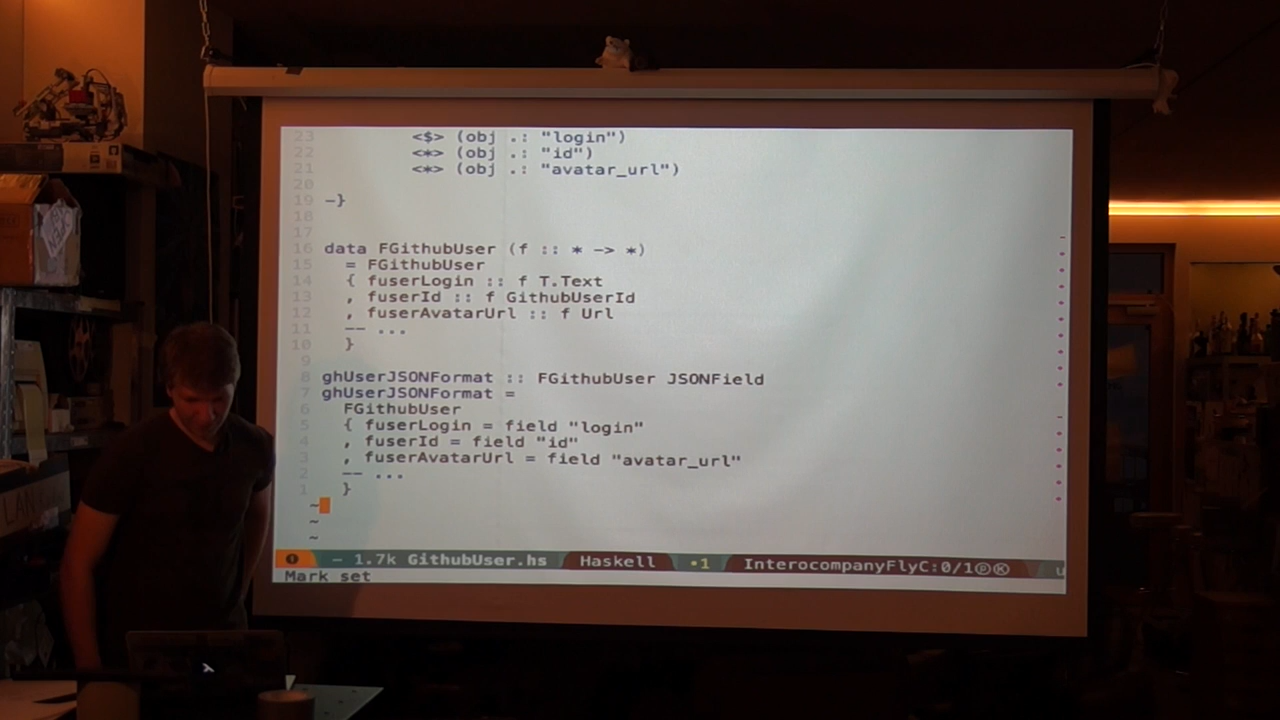 23 <$> (obj .: "login")
22 <*> (obj .: "id")
21 <*> (obj .: "avatar_url")
20
19 -}
18
17
16 data FGithubUser (f :: * -> *)
15 = FGithubUser
14 { fuserLogin :: f T.Text
13 , fuserId :: f GithubUserId
12 , fuserAvatarUrl :: f Url
11 -- ...
10 }
9
8 ghUserJSONFormat :: FGithubUser JSONField
7 ghUserJSONFormat =
6 FGithubUser
5 { fuserLogin = field "login"
4 , fuserId = field "id"
3 , fuserAvatarUrl = field "avatar_url"
2 -- ...
1 }
~
~
~
- 1.7k GithubUser.hs Haskell •1 InterocompanyFlyC:0/1ⓟⓀ u
Mark set
LAN